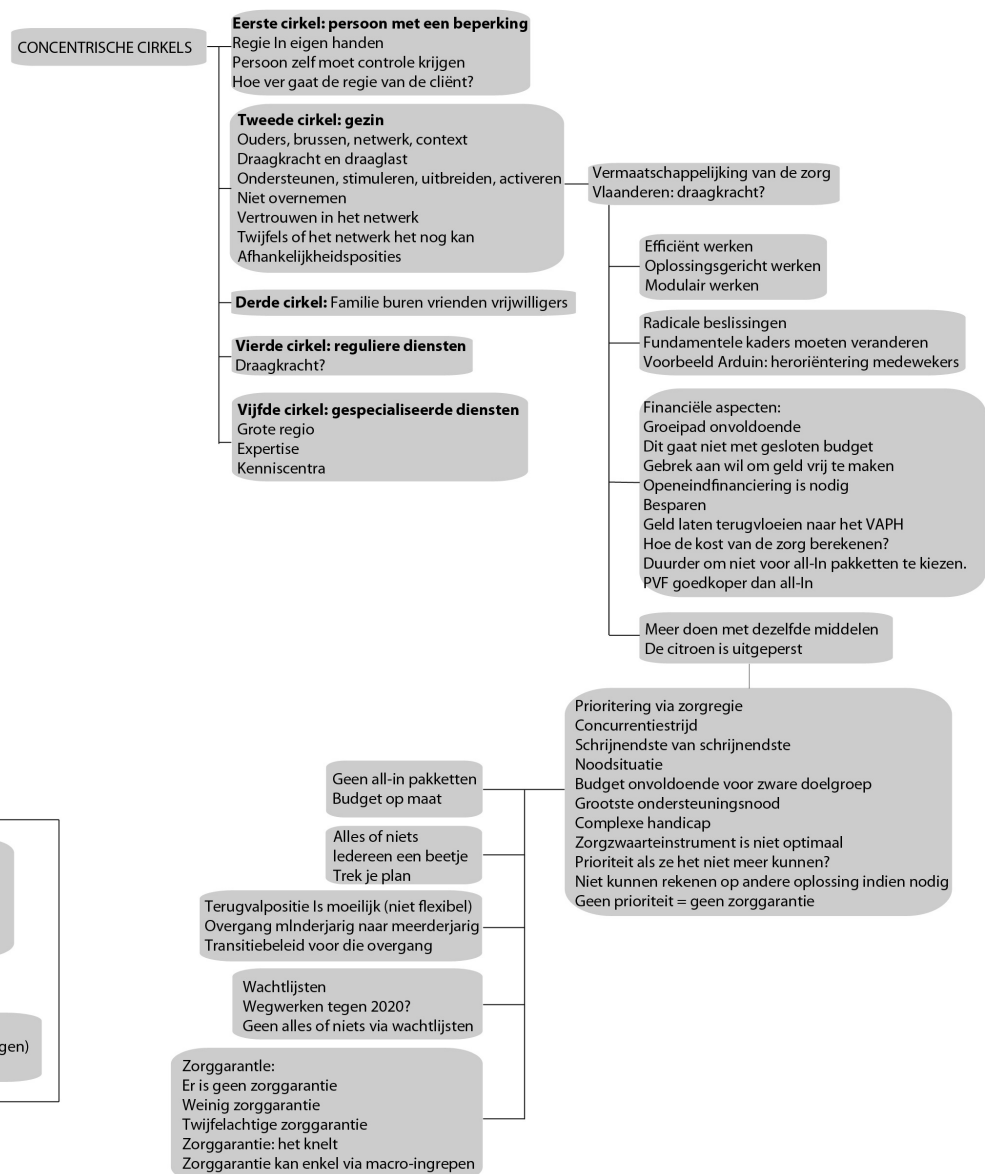 CONCENTRISCHE CIRKELS
Eerste cirkel: persoon met een beperking
Regie In eigen handen
Persoon zelf moet controle krijgen
Hoe ver gaat de regie van de cliënt?
Tweede cirkel: gezin
Ouders, brussen, netwerk, context
Draagkracht en draaglast
Ondersteunen, stimuleren, uitbreiden, activeren
Niet overnemen
Vertrouwen in het netwerk
Twijfels of het netwerk het nog kan
Afhankelijkheidsposities
Derde cirkel: Familie buren vrienden vrijwilligers
Vierde cirkel: reguliere diensten
Draagkracht?
Vijfde cirkel: gespecialiseerde diensten
Grote regio
Expertise
Kenniscentra
Vermaatschappelijking van de zorg
Vlaanderen: draagkracht?
Efficiënt werken
Oplossingsgericht werken
Modulair werken
Radicale beslissingen
Fundamentele kaders moeten veranderen
Voorbeeld Arduin: heroriëntering medewekers
Financiële aspecten:
Groeipad onvoldoende
Dit gaat niet met gesloten budget
Gebrek aan wil om geld vrij te maken
Openeindfinanciering is nodig
Besparen
Geld laten terugvloeien naar het VAPH
Hoe de kost van de zorg berekenen?
Duurder om niet voor all-In pakketten te kiezen.
PVF goedkoper dan all-In
Meer doen met dezelfde middelen
De citroen is uitgeperst
Prioritering via zorgregie
Concurrentiestrijd
Schrijnendste van schrijnendste
Noodsituatie
Budget onvoldoende voor zware doelgroep
Grootste ondersteuningsnood
Complexe handicap
Zorgzwaarteinstrument is niet optimaal
Prioriteit als ze het niet meer kunnen?
Niet kunnen rekenen op andere oplossing indien nodig
Geen prioriteit = geen zorggarantie
Geen all-in pakketten
Budget op maat
Alles of niets
Iedereen een beetje
Trek je plan
Terugvalpositie Is moeilijk (niet flexibel)
Overgang mInderjarig naar meerderjarig
Transitiebeleid voor die overgang
Wachtlijsten
Wegwerken tegen 2020?
Geen alles of niets via wachtlijsten
ZorggarantIe:
Er is geen zorggarantie
Weinig zorggarantie
Twijfelachtige zorggarantie
Zorggarantie: het knelt
Zorggarantie kan enkel via macro-ingrepen
gen)